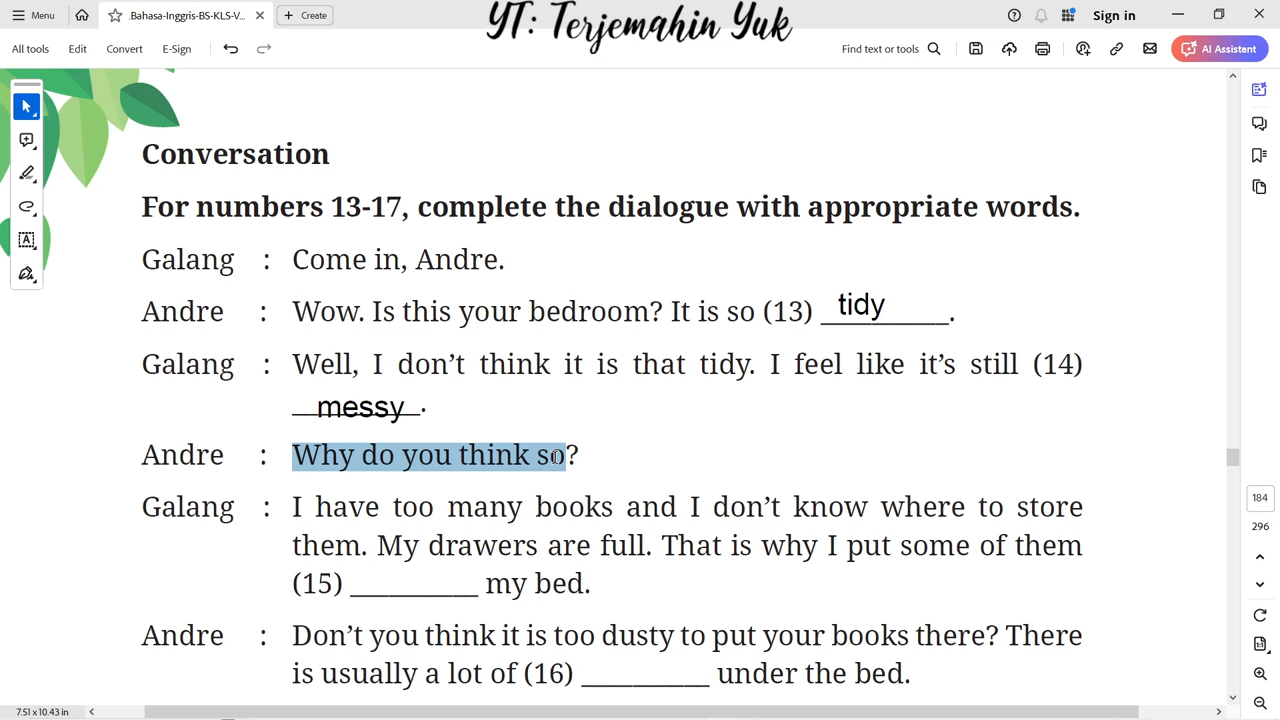 Menu
.Bahasa-Inggris-BS-KLS-V...
Create
YT: Terjemahin Yuk
Sign in
All tools
Edit
Convert
E-Sign
Find text or tools
AI Assistant
Conversation
For numbers 13-17, complete the dialogue with appropriate words.
Galang : Come in, Andre.
Andre : Wow. Is this your bedroom? It is so (13) __________.
tidy
Galang : Well, I don’t think it is that tidy. I feel like it’s still (14)
__________.
messy
Andre : Why do you think so?
Galang : I have too many books and I don’t know where to store
them. My drawers are full. That is why I put some of them
(15) __________ my bed.
Andre : Don’t you think it is too dusty to put your books there? There
is usually a lot of (16) __________ under the bed.
184
296
7.51 x 10.43 in